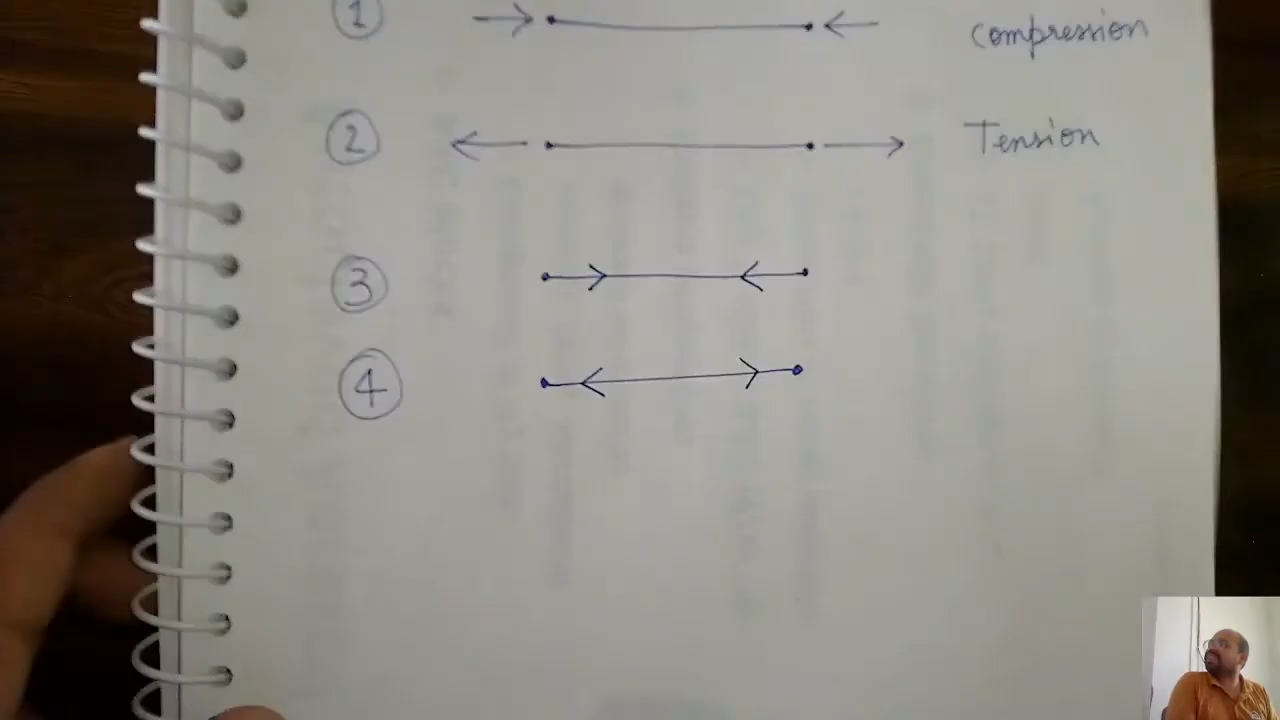 ① compression
② Tension
③
④